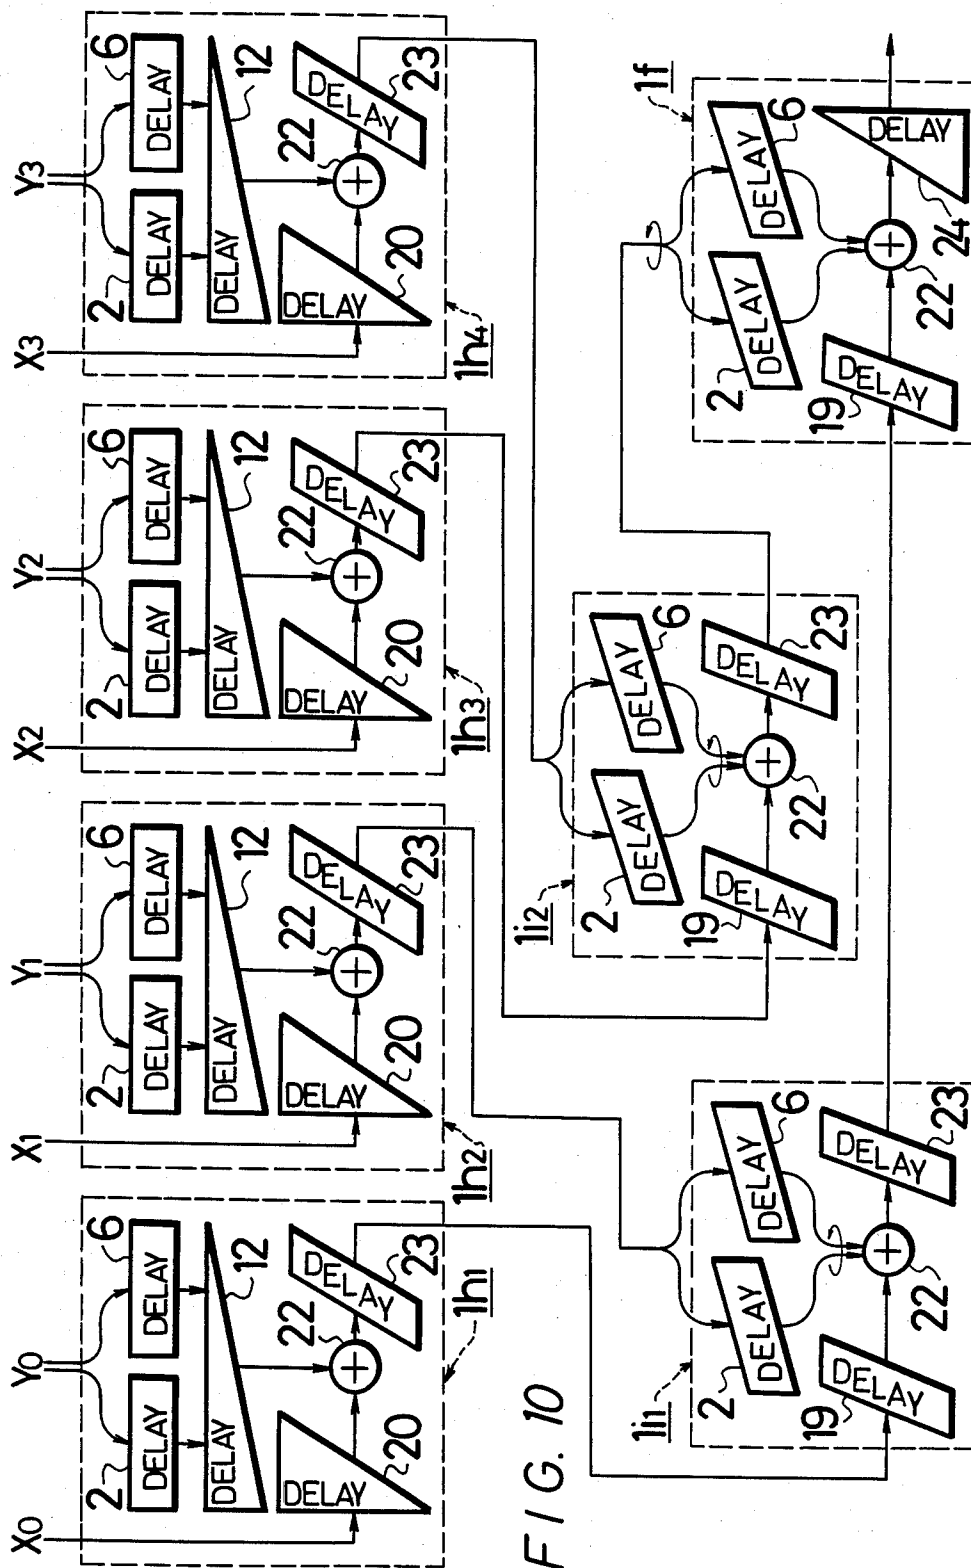 X0 Y0 X1 Y1 X2 Y2 X3 Y3
2 DELAY 6 DELAY
DELAY 12
DELAY 20 22 + DELAY 23
1h1
2 DELAY 6 DELAY
DELAY 12
DELAY 20 22 + DELAY 23
1h2
2 DELAY 6 DELAY
DELAY 12
DELAY 20 22 + DELAY 23
1h3
2 DELAY 6 DELAY
DELAY 12
DELAY 20 22 + DELAY 23
1h4
1i1
2 DELAY DELAY 6
19 DELAY + 22 DELAY 23
1i2
2 DELAY DELAY 6
19 DELAY + 22 DELAY 23
1f
2 DELAY DELAY 6
19 DELAY + 22 24 DELAY
FIG. 10